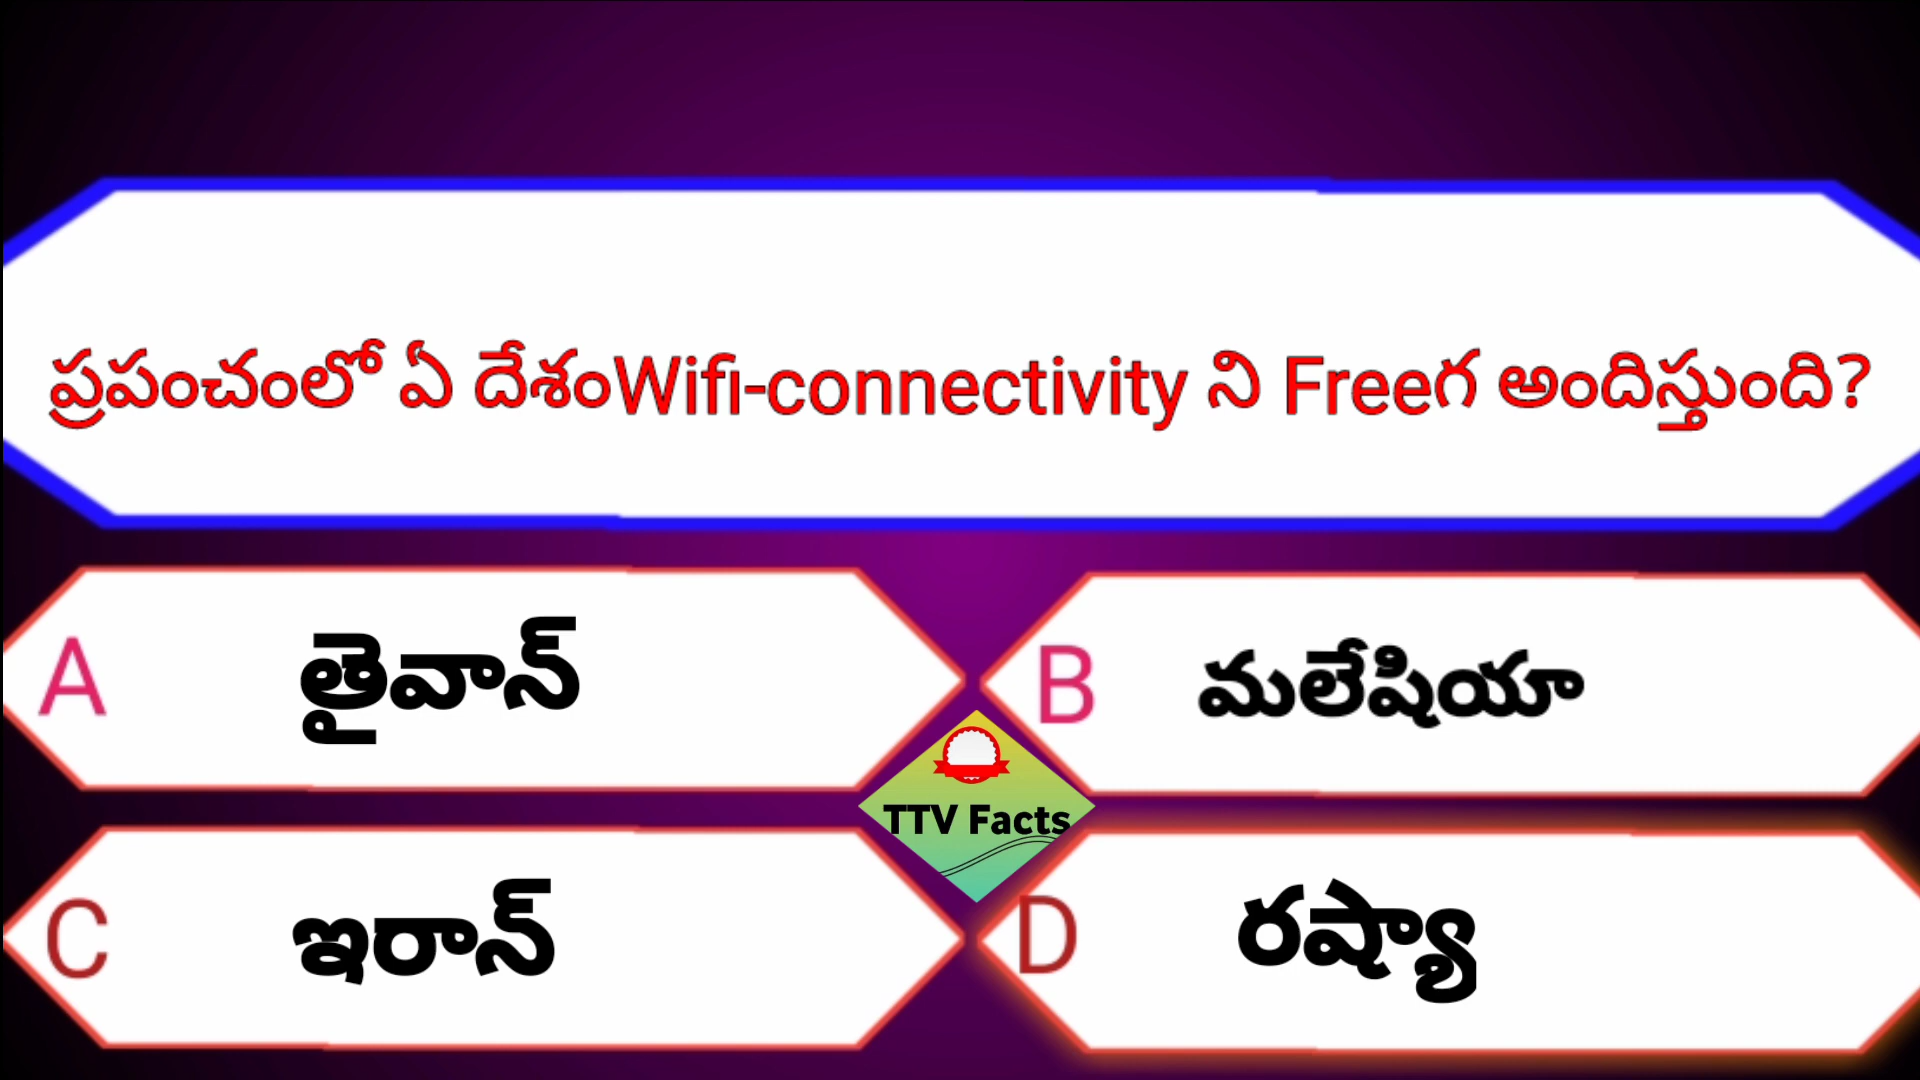 ప్రపంచంలో ఏ దేశంWifi-connectivity ని Freeగ అందిస్తుంది?
A తైవాన్
B మలేషియా
TTV Facts
C ఇరాన్
D రష్యా